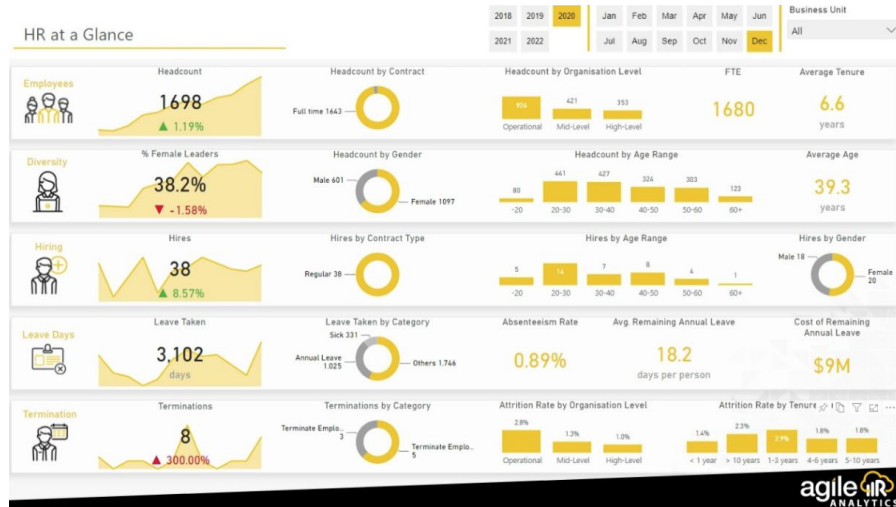 HR at a Glance
2018 2019 2020
2021 2022
Jan Feb Mar Apr May Jun
Jul Aug Sep Oct Nov Dec
Business Unit
All
Employees
Headcount
1698
▲ 1.19%
Headcount by Contract
Full time 1643
Headcount by Organisation Level
924 421 353
Operational Mid-Level High-Level
FTE
1680
Average Tenure
6.6
years
Diversity
% Female Leaders
38.2%
▼ -1.58%
Headcount by Gender
Male 601
Female 1097
Headcount by Age Range
80 441 427 324 303 123
-20 20-30 30-40 40-50 50-60 60+
Average Age
39.3
years
Hiring
Hires
38
▲ 8.57%
Hires by Contract Type
Regular 38
Hires by Age Range
5 14 7 8 4 1
-20 20-30 30-40 40-50 50-60 60+
Hires by Gender
Male 18
Female
20
Leave Days
Leave Taken
3,102
days
Leave Taken by Category
Sick 331
Annual Leave
1.025
Others 1.746
Absenteeism Rate
0.89%
Avg. Remaining Annual Leave
18.2
days per person
Cost of Remaining
Annual Leave
$9M
Termination
Terminations
8
▲ 300.00%
Terminations by Category
Terminate Emplo...
3
Terminate Emplo...
5
Attrition Rate by Organisation Level
2.8% 1.3% 1.0%
Operational Mid-Level High-Level
Attrition Rate by Tenure
1.4% 2.3% 2.9% 1.8% 1.8%
< 1 year > 10 years 1-3 years 4-6 years 5-10 years
agile HR
ANALYTICS